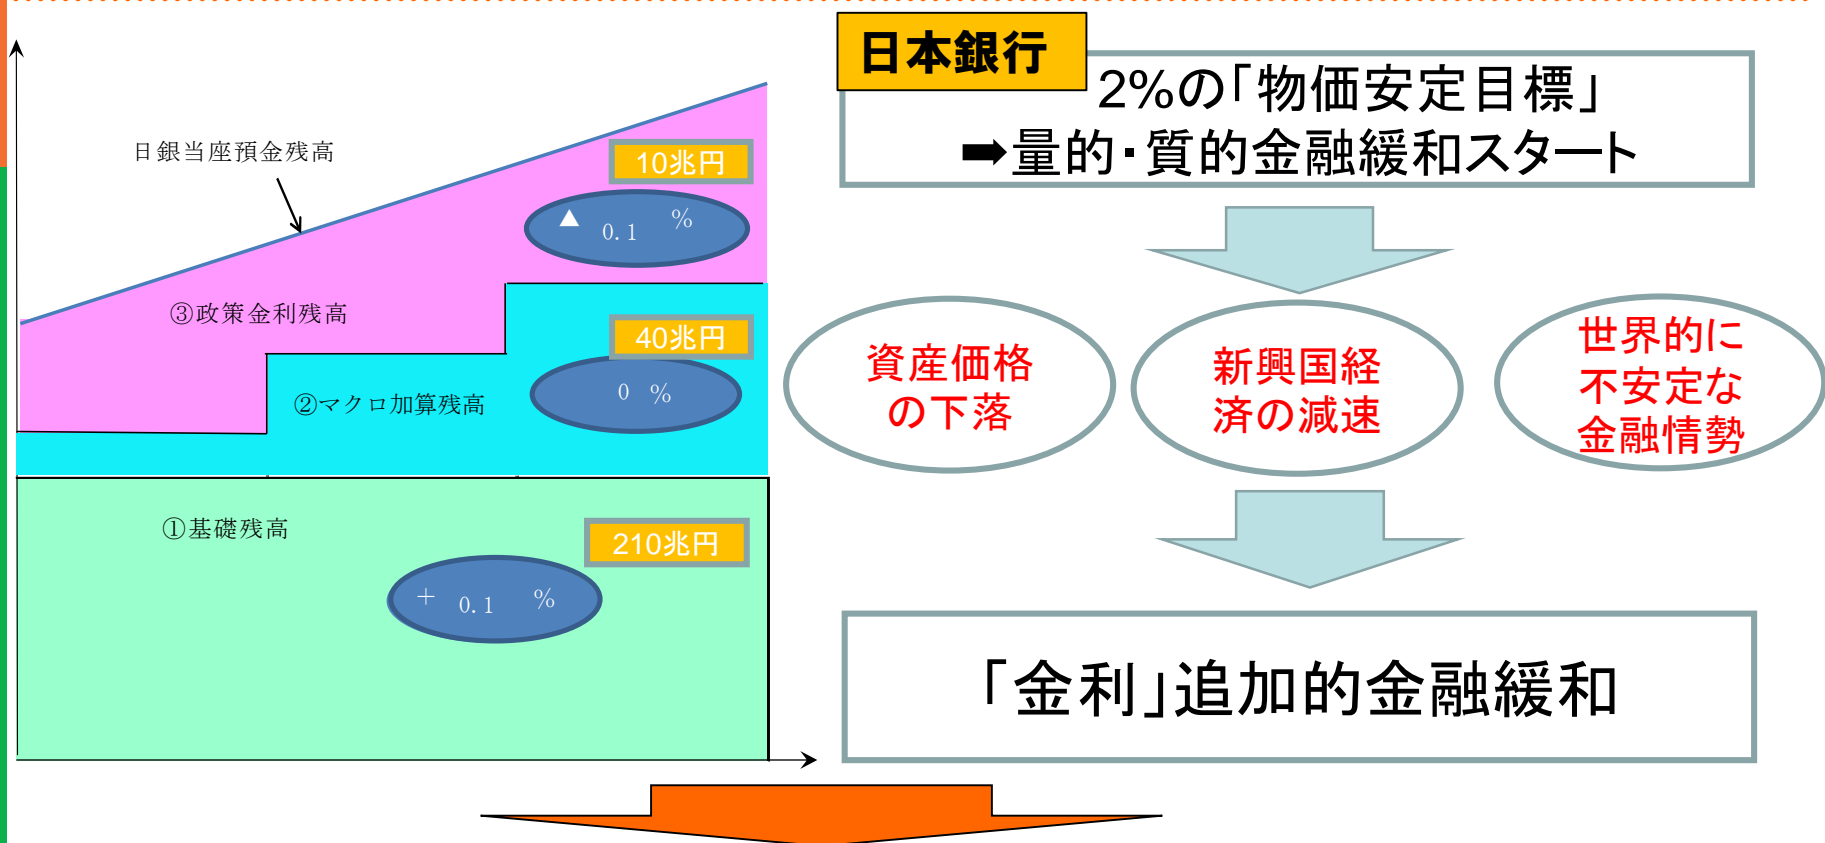 日本銀行
2%の「物価安定目標」
➡量的・質的金融緩和スタート
日銀当座預金残高
10兆円
▲ 0.1 %
③政策金利残高
40兆円
0 %
②マクロ加算残高
①基礎残高
210兆円
+ 0.1 %
資産価格
の下落
新興国経
済の減速
世界的に
不安定な
金融情勢
「金利」追加的金融緩和